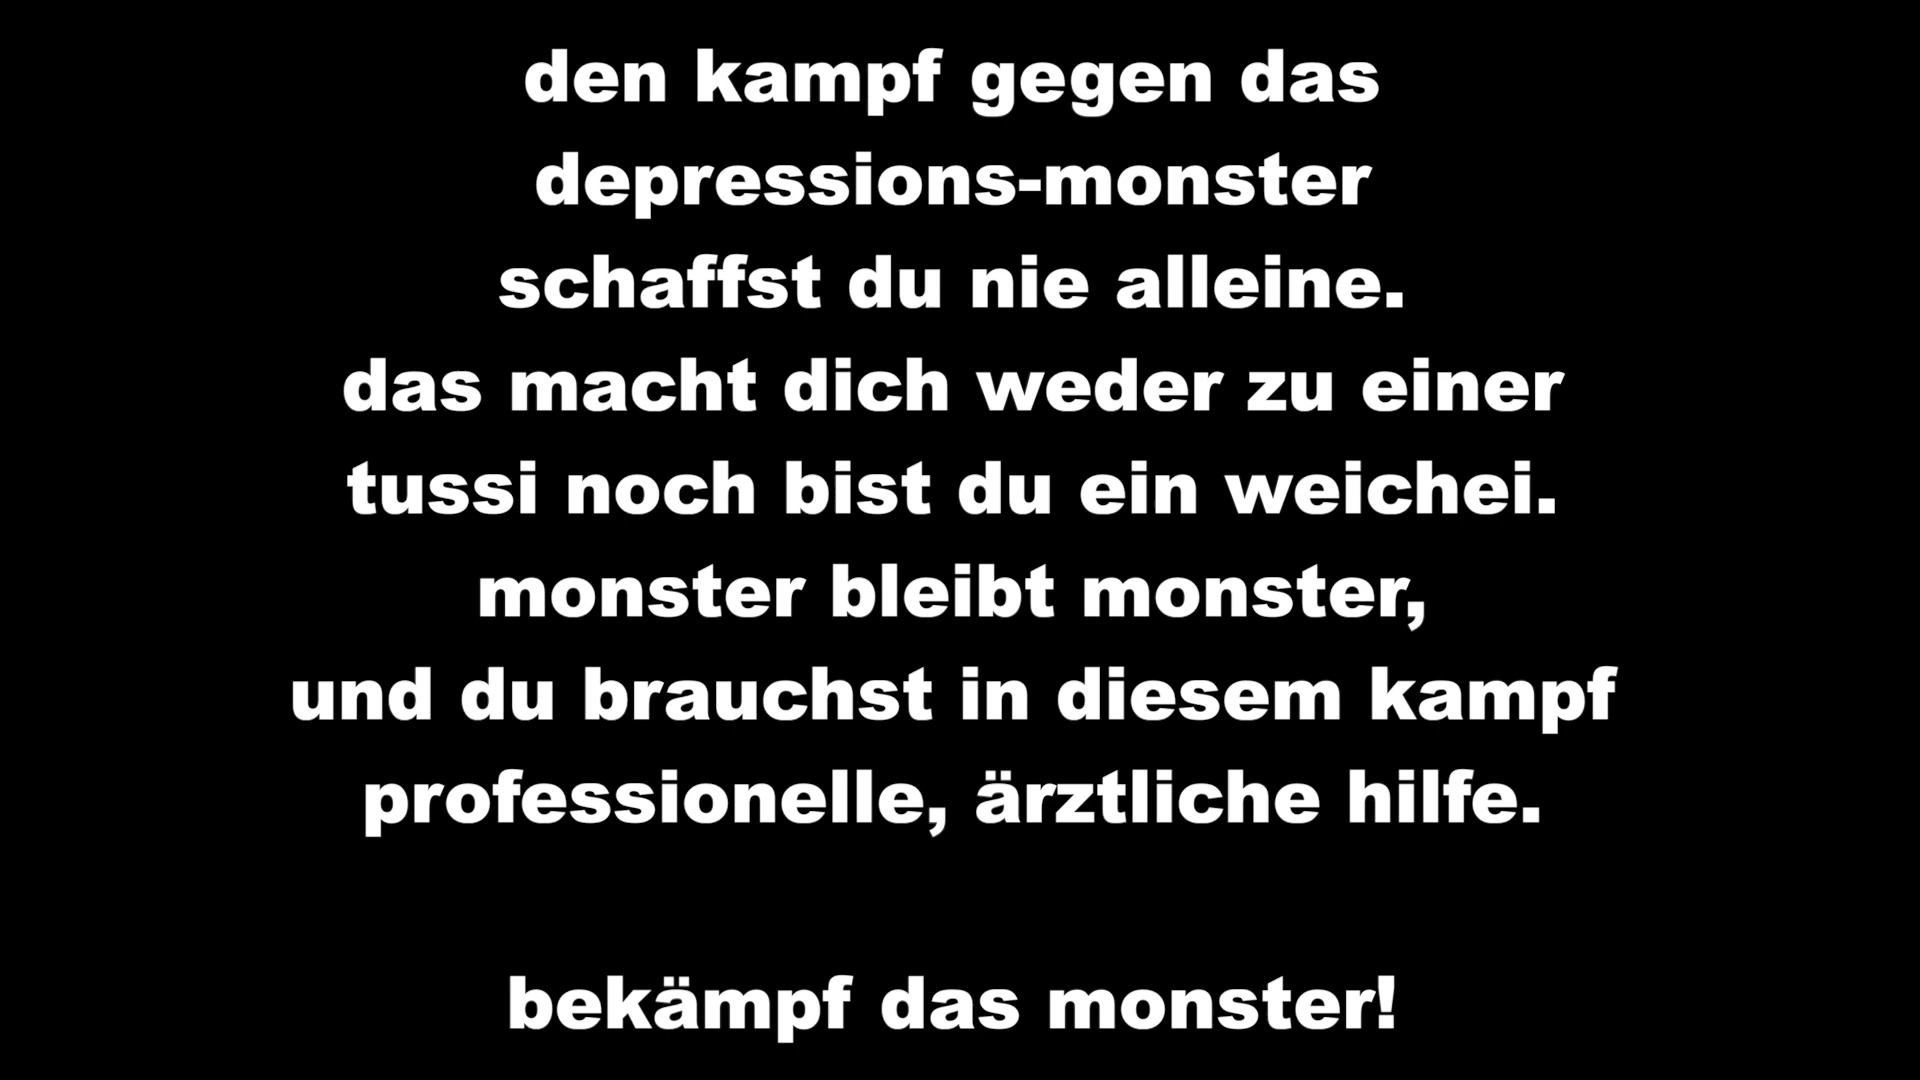 den kampf gegen das
depressions-monster
schaffst du nie alleine.
das macht dich weder zu einer
tussi noch bist du ein weichei.
monster bleibt monster,
und du brauchst in diesem kampf
professionelle, ärztliche hilfe.
bekämpf das monster!